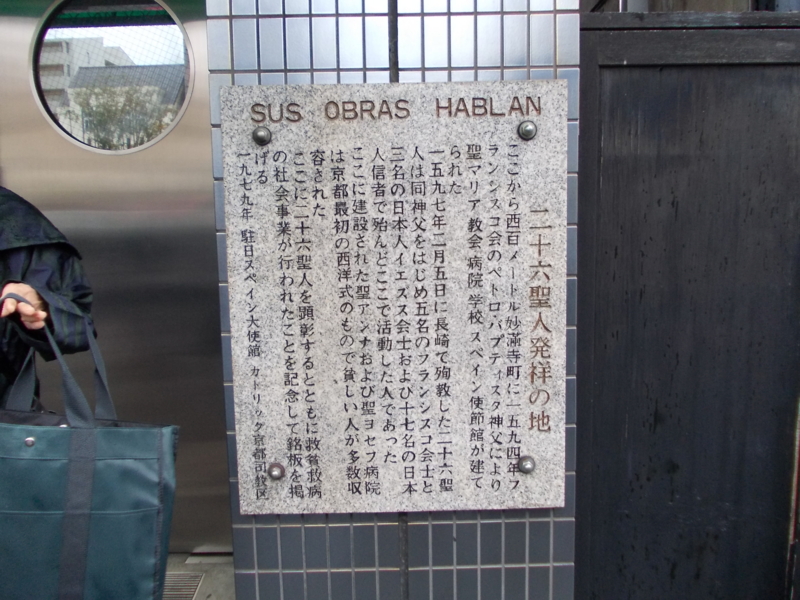 SUS OBRAS HABLAN
二十六聖人発祥の地
ここから西百メートル妙満寺町に一五九四年フ
ランシスコ会のペトロ バプティスタ神父により
聖マリア教会 病院 学校 スペイン使節館が建て
られた
一五九七年二月五日に長崎で殉教した二十六聖
人は同神父をはじめ五名のフランシスコ会士と
三名の日本人イエズス会士および十七名の日本
人信者で殆んどここで活動した人であった
ここに建設された聖アンナおよび聖ヨセフ病院
は京都最初の西洋式のもので貧しい人が多数収
容された
ここに二十六聖人を顕彰するとともに救貧救病
の社会事業が行われたことを記念して銘板を掲
げる
一九七九年 駐日スペイン大使館 カトリック京都司教区